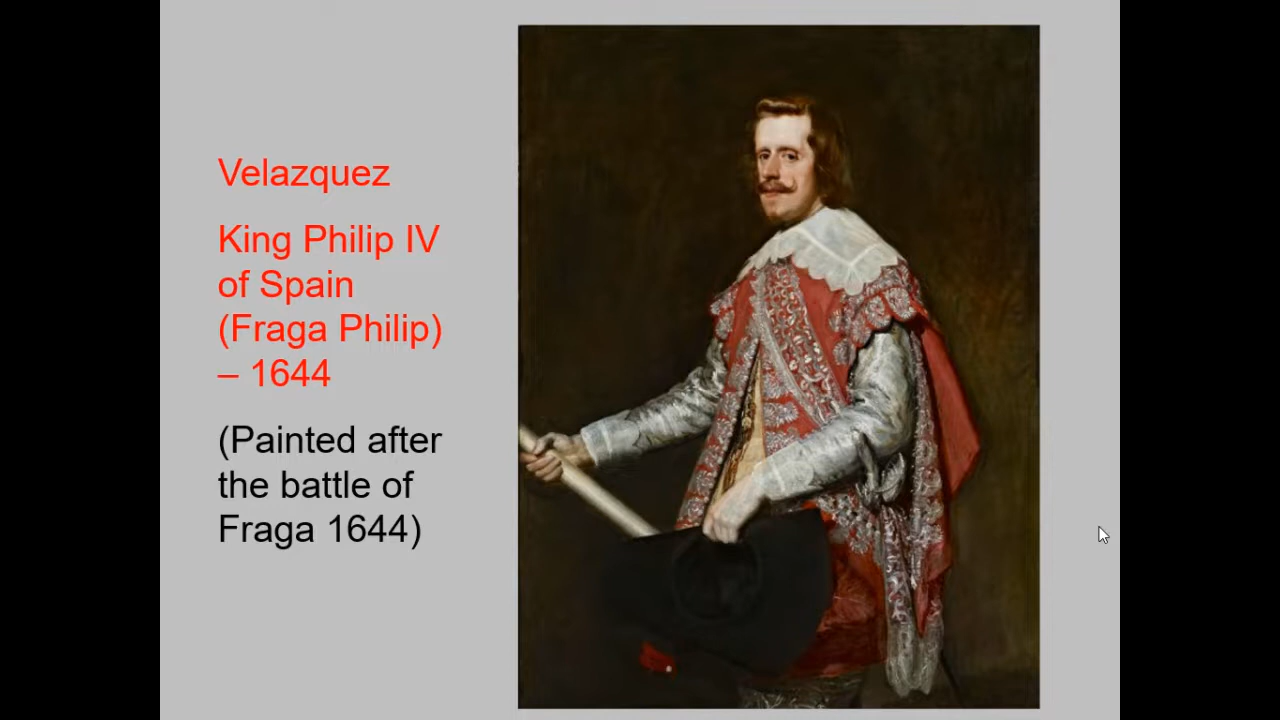 Velazquez
King Philip IV
of Spain
(Fraga Philip)
– 1644
(Painted after
the battle of
Fraga 1644)